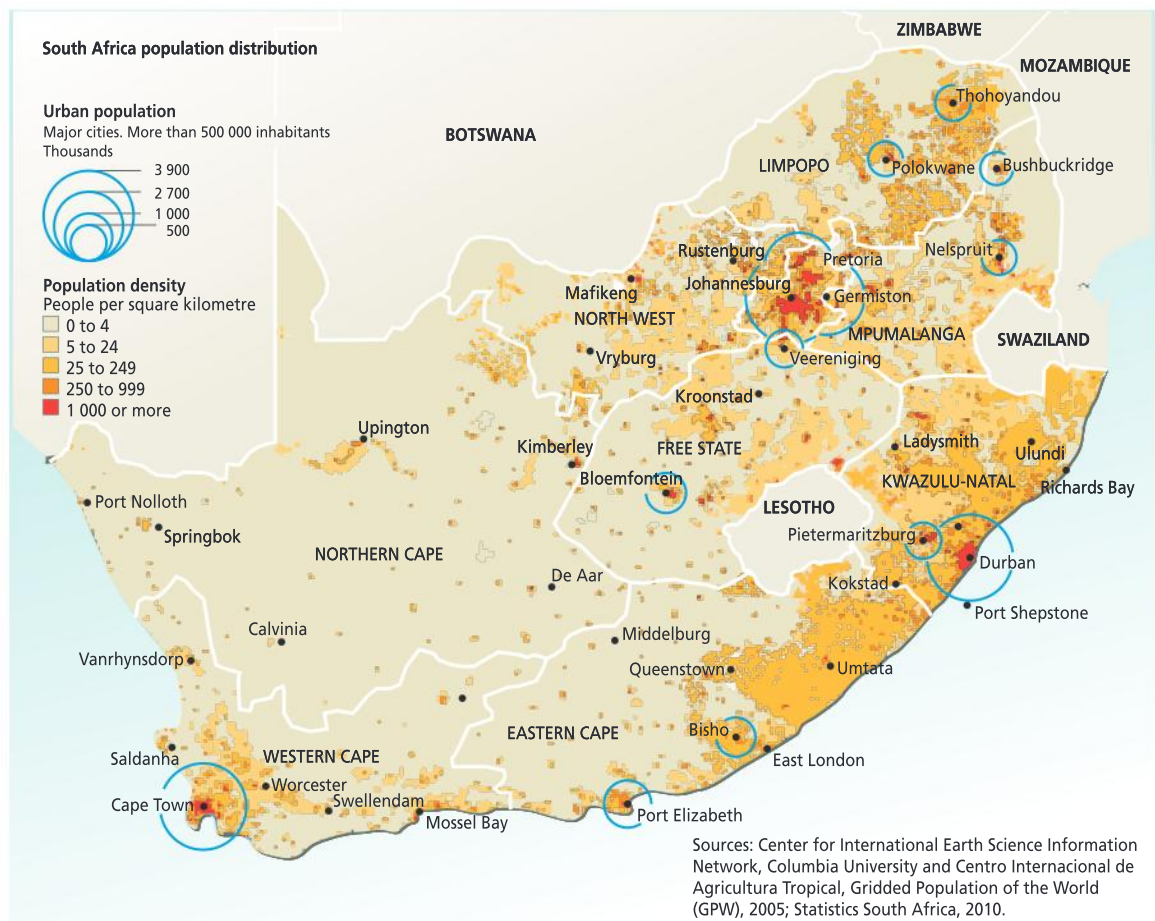 South Africa population distribution
Urban population
Major cities. More than 500 000 inhabitants
Thousands
3 900
2 700
1 000
500
Population density
People per square kilometre
0 to 4
5 to 24
25 to 249
250 to 999
1 000 or more
ZIMBABWE
MOZAMBIQUE
BOTSWANA
Thohoyandou
LIMPOPO
Polokwane
Bushbuckridge
Rustenburg
Pretoria
Nelspruit
Mafikeng
Johannesburg
Germiston
NORTH WEST
MPUMALANGA
SWAZILAND
Vryburg
Veereniging
Kroonstad
Upington
Kimberley
FREE STATE
Ladysmith
Ulundi
Bloemfontein
KWAZULU-NATAL
Richards Bay
Port Nolloth
LESOTHO
Springbok
Pietermaritzburg
NORTHERN CAPE
Durban
De Aar
Kokstad
Port Shepstone
Calvinia
Middelburg
Vanrhynsdorp
Queenstown
Umtata
EASTERN CAPE
Bisho
Saldanha
WESTERN CAPE
East London
Worcester
Cape Town
Swellendam
Mossel Bay
Port Elizabeth
Sources: Center for International Earth Science Information
Network, Columbia University and Centro Internacional de
Agricultura Tropical, Gridded Population of the World
(GPW), 2005; Statistics South Africa, 2010.